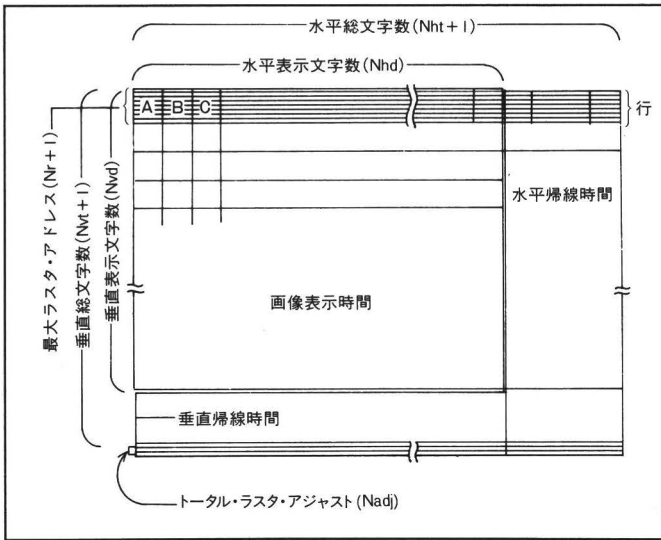 水平総文字数(Nht+1)
水平表示文字数(Nhd)
A B C
行
最大ラスタ・アドレス(Nr+1)
垂直総文字数(Nvt+1)
垂直表示文字数(Nvd)
水平帰線時間
画像表示時間
垂直帰線時間
トータル・ラスタ・アジャスト(Nadj)